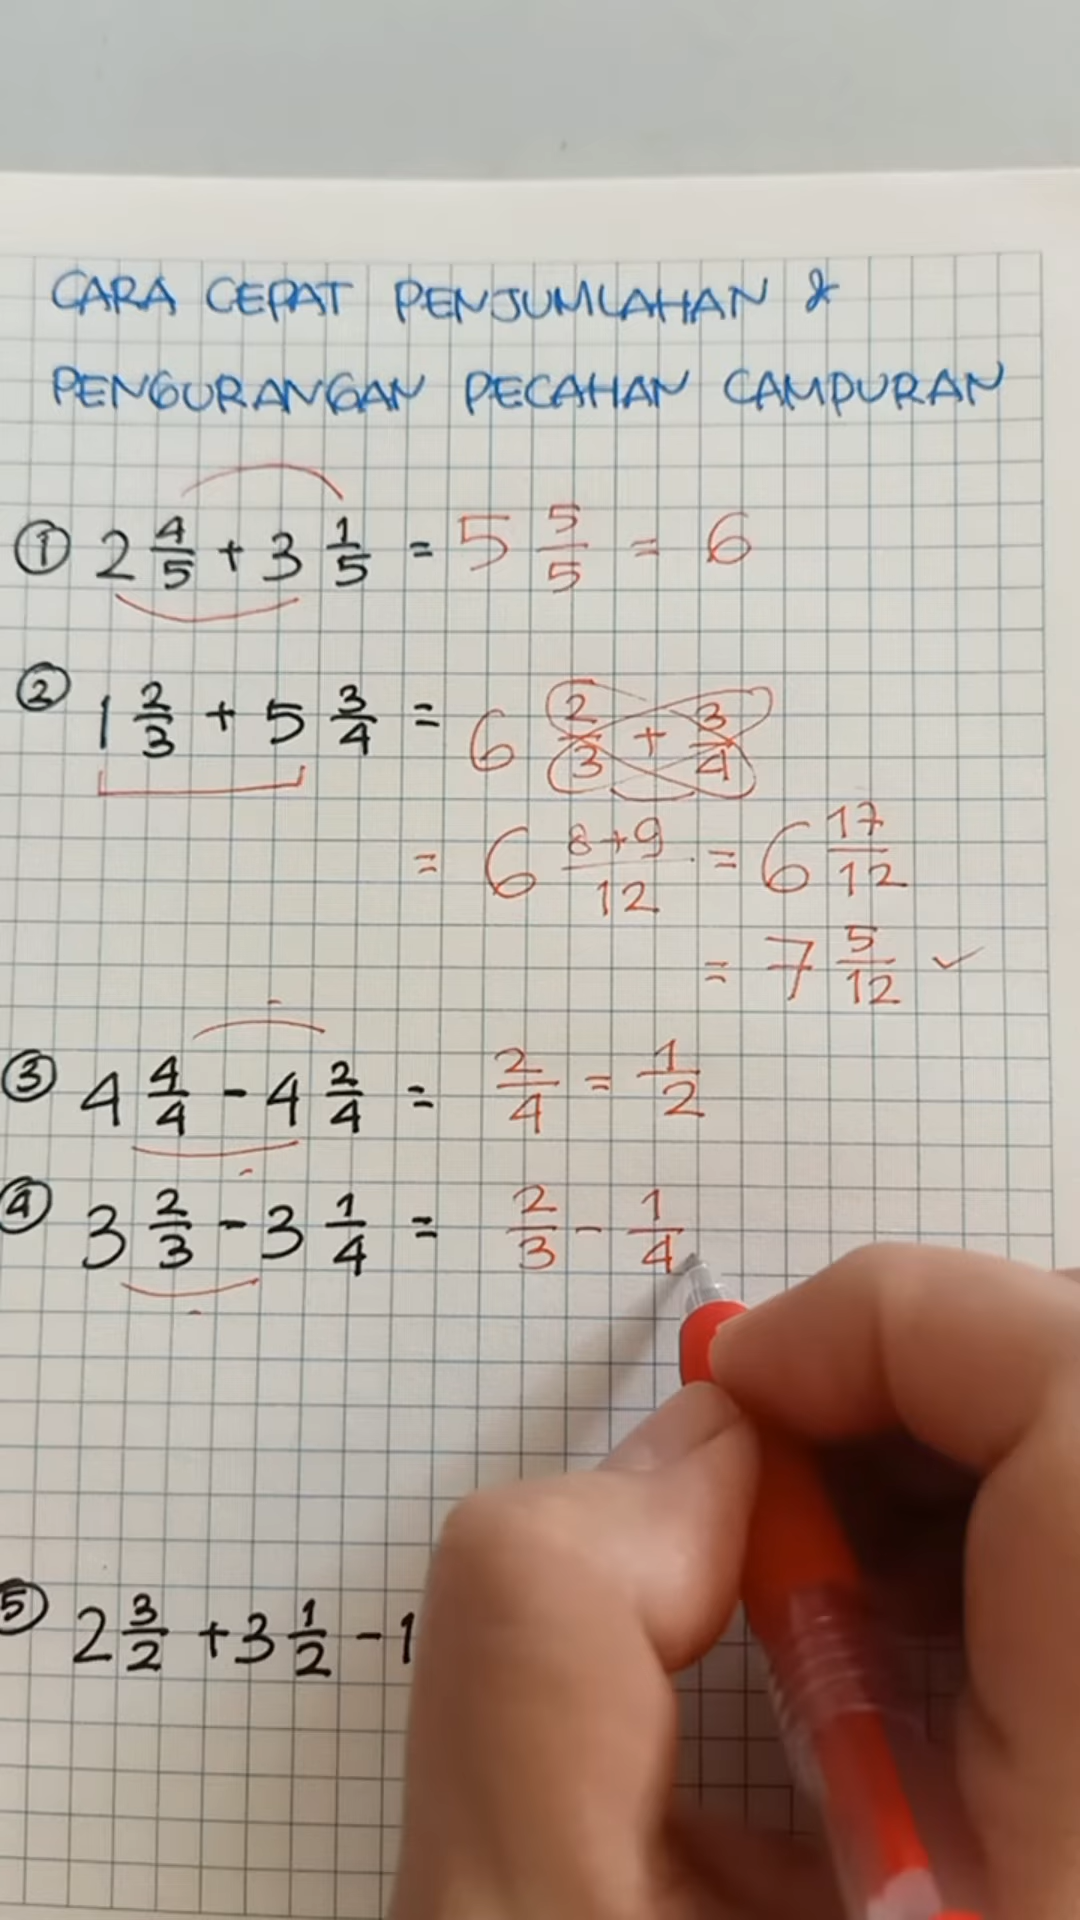 CARA CEPAT PENJUMLAHAN &
PENGURANGAN PECAHAN CAMPURAN
① 2 4/5 + 3 1/5 = 5 5/5 = 6
② 1 2/3 + 5 3/4 = 6 2/3 + 3/4
= 6 8+9/12 = 6 17/12
= 7 5/12 ✓
③ 4 4/4 - 4 2/4 = 2/4 = 1/2
④ 3 2/3 - 3 1/4 = 2/3 - 1/4
⑤ 2 3/2 + 3 1/2 - 1